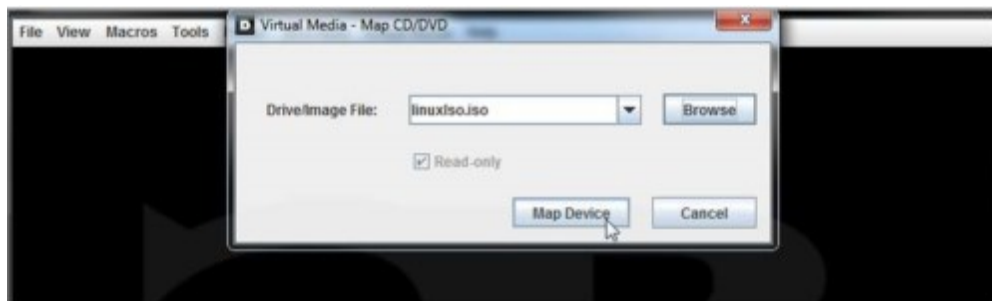 Virtual Media - Map CD/DVD
File View Macros Tools
Drive/Image File: linuxIso.iso Browse
Read-only
Map Device Cancel